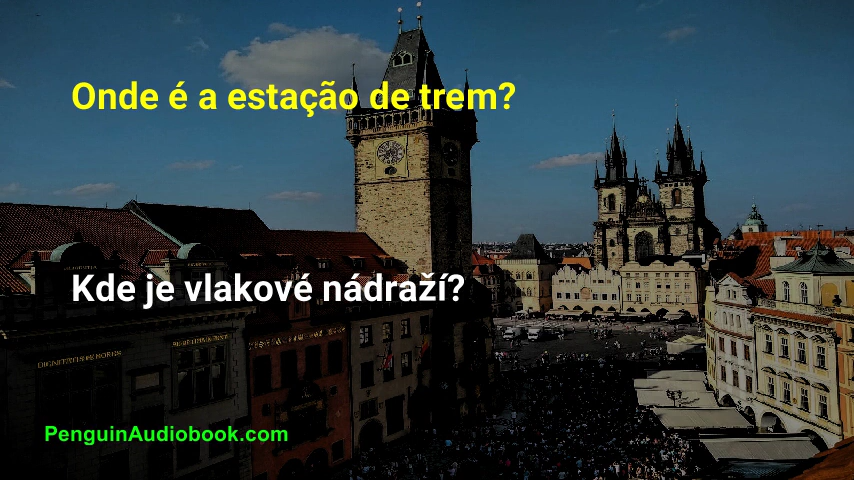 Onde é a estação de trem?
Kde je vlakové nádraží?
PenguinAudiobook.com